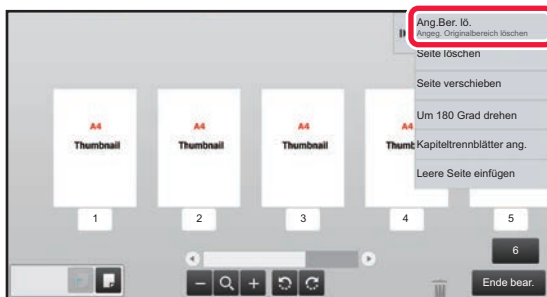 Ang.Ber. lö.
Angeg. Originalbereich löschen
Seite löschen
Seite verschieben
Um 180 Grad drehen
Kapiteltrennblätter ang.
Leere Seite einfügen
A4
Thumbnail
A4
Thumbnail
A4
Thumbnail
A4
Thumb
1
2
3
4
5
6
Ende bear.